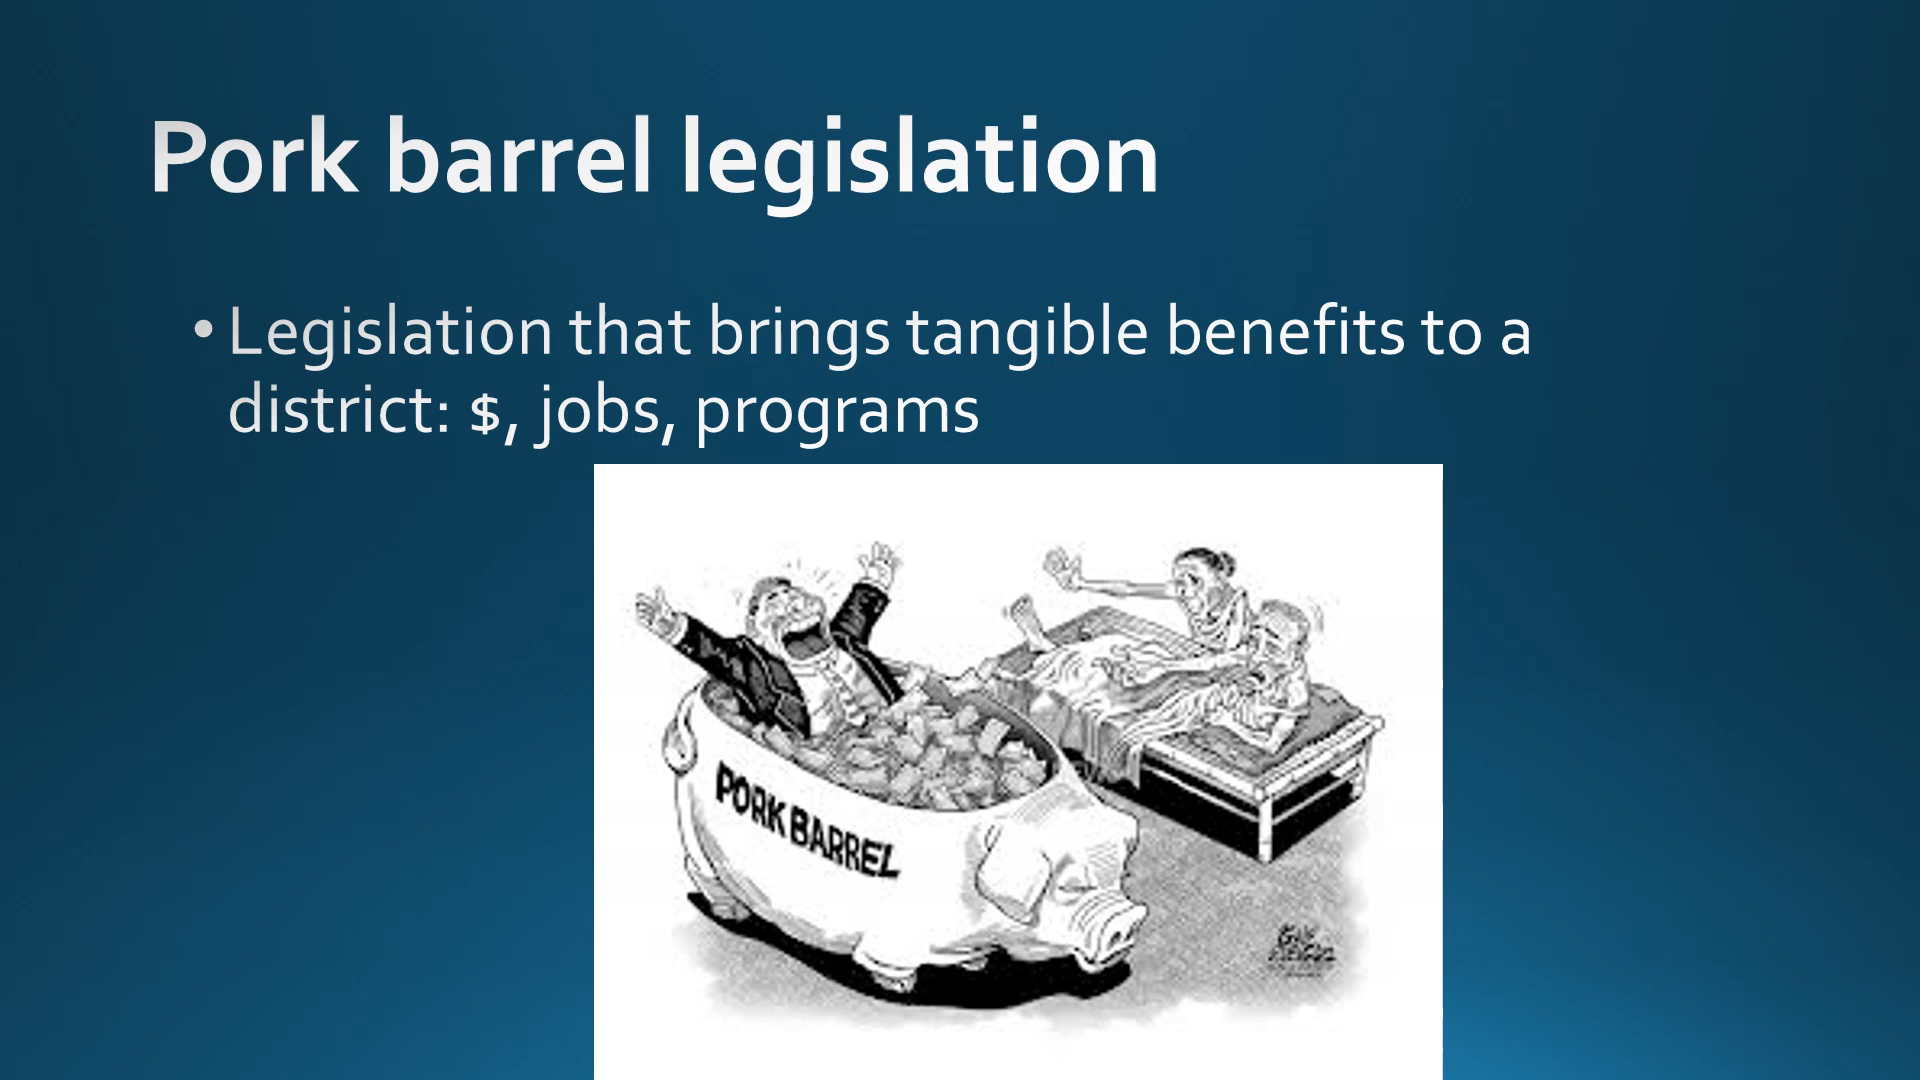 Pork barrel legislation
• Legislation that brings tangible benefits to a
district: $, jobs, programs
PORK BARREL